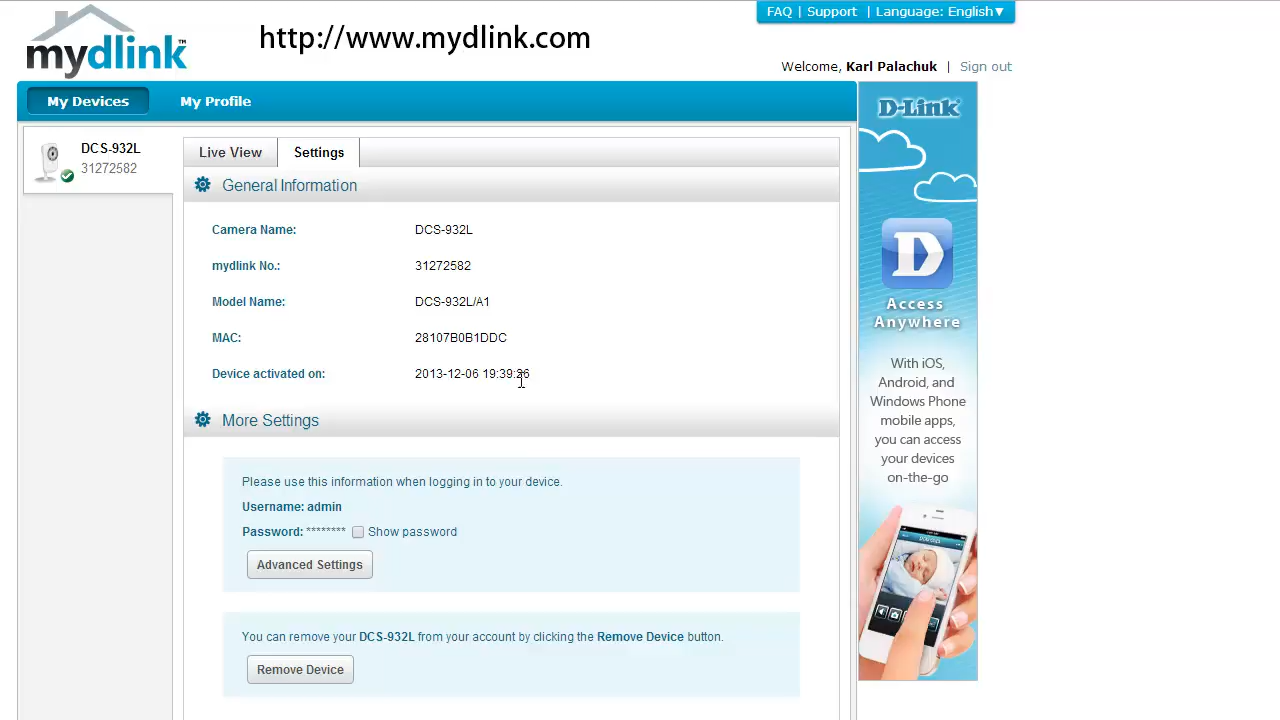 mydlink™
http://www.mydlink.com
FAQ | Support | Language: English▼
Welcome, Karl Palachuk | Sign out
My Devices
My Profile
DCS-932L
31272582
Live View
Settings
General Information
Camera Name: DCS-932L
mydlink No.: 31272582
Model Name: DCS-932L/A1
MAC: 28107B0B1DDC
Device activated on: 2013-12-06 19:39:26
More Settings
Please use this information when logging in to your device.
Username: admin
Password: ******** Show password
Advanced Settings
You can remove your DCS-932L from your account by clicking the Remove Device button.
Remove Device
D-Link
D
Access
Anywhere
With iOS,
Android, and
Windows Phone
mobile apps,
you can access
your devices
on-the-go